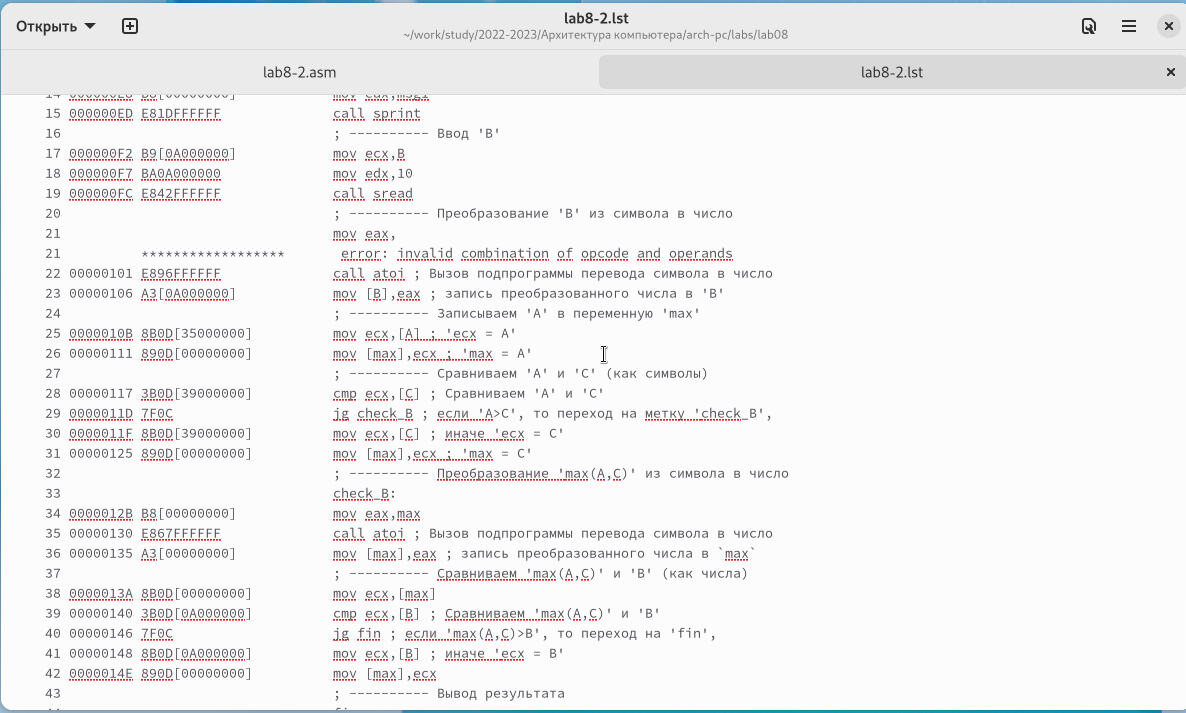 Открыть
lab8-2.lst
~/work/study/2022-2023/Архитектура компьютера/arch-pc/labs/lab08
lab8-2.asm
lab8-2.lst
14 000000E8 B8[00000000] mov eax,msg1
15 000000ED E81DFFFFFF call sprint
16 ; ---------- Ввод 'B'
17 000000F2 B9[0A000000] mov ecx,B
18 000000F7 BA0A000000 mov edx,10
19 000000FC E842FFFFFF call sread
20 ; ---------- Преобразование 'B' из символа в число
21 mov eax,
21 ****************** error: invalid combination of opcode and operands
22 00000101 E896FFFFFF call atoi ; Вызов подпрограммы перевода символа в число
23 00000106 A3[0A000000] mov [B],eax ; запись преобразованного числа в 'B'
24 ; ---------- Записываем 'A' в переменную 'max'
25 0000010B 8B0D[35000000] mov ecx,[A] ; 'ecx = A'
26 00000111 890D[00000000] mov [max],ecx ; 'max = A'
27 ; ---------- Сравниваем 'A' и 'C' (как символы)
28 00000117 3B0D[39000000] cmp ecx,[C] ; Сравниваем 'A' и 'C'
29 0000011D 7F0C jg check_B ; если 'A>C', то переход на метку 'check_B',
30 0000011F 8B0D[39000000] mov ecx,[C] ; иначе 'ecx = C'
31 00000125 890D[00000000] mov [max],ecx ; 'max = C'
32 ; ---------- Преобразование 'max(A,C)' из символа в число
33 check_B:
34 0000012B B8[00000000] mov eax,max
35 00000130 E867FFFFFF call atoi ; Вызов подпрограммы перевода символа в число
36 00000135 A3[00000000] mov [max],eax ; запись преобразованного числа в `max`
37 ; ---------- Сравниваем 'max(A,C)' и 'B' (как числа)
38 0000013A 8B0D[00000000] mov ecx,[max]
39 00000140 3B0D[0A000000] cmp ecx,[B] ; Сравниваем 'max(A,C)' и 'B'
40 00000146 7F0C jg fin ; если 'max(A,C)>B', то переход на 'fin',
41 00000148 8B0D[0A000000] mov ecx,[B] ; иначе 'ecx = B'
42 0000014E 890D[00000000] mov [max],ecx
43 ; ---------- Вывод результата